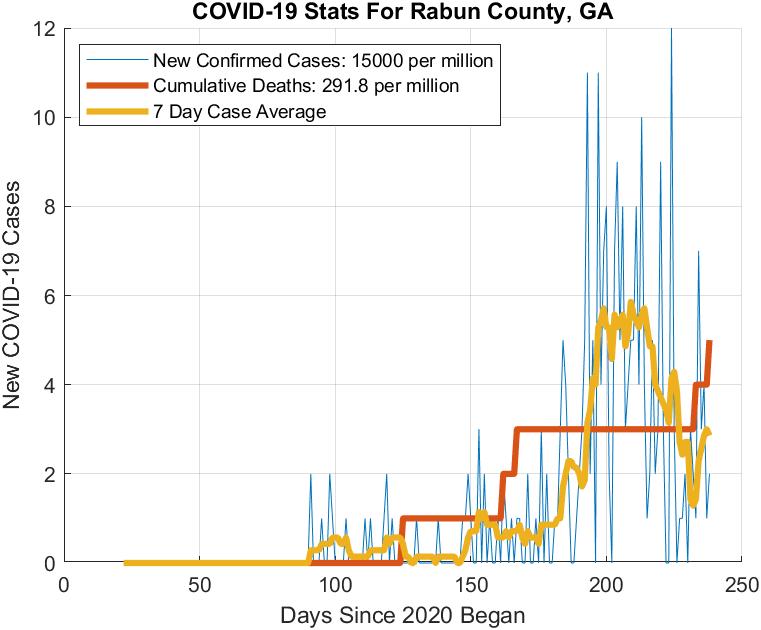 COVID-19 Stats For Rabun County, GA
New Confirmed Cases: 15000 per million
Cumulative Deaths: 291.8 per million
7 Day Case Average
New COVID-19 Cases
12
10
8
6
4
2
0
0 50 100 150 200 250
Days Since 2020 Began